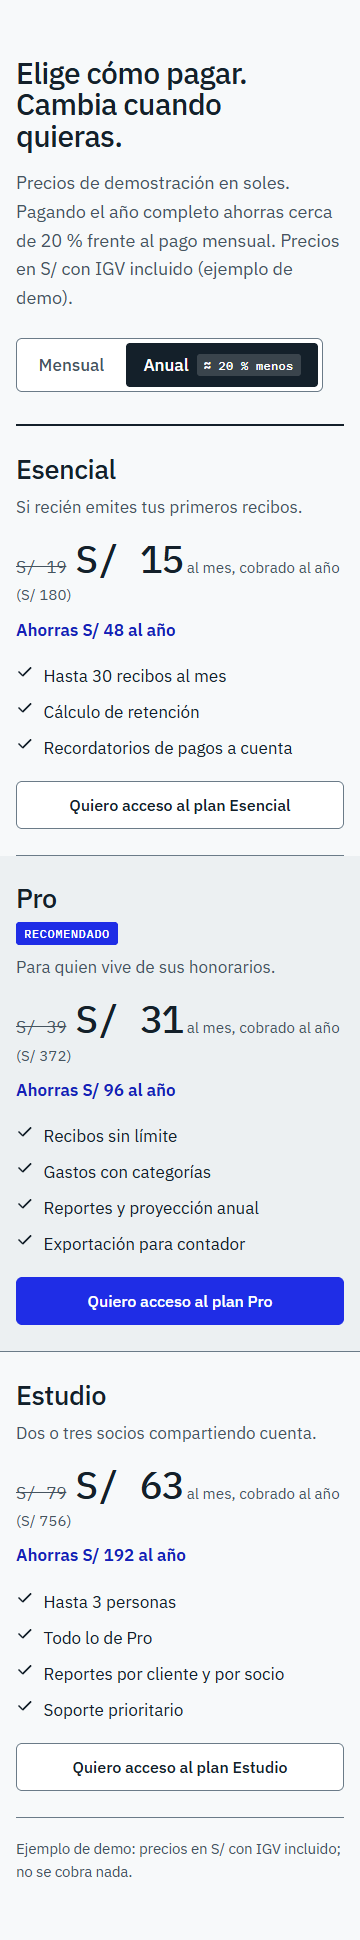 Elige cómo pagar.
Cambia cuando
quieras.
Precios de demostración en soles.
Pagando el año completo ahorras cerca
de 20 % frente al pago mensual. Precios
en S/ con IGV incluido (ejemplo de
demo).
Mensual Anual ≈ 20 % menos
Esencial
Si recién emites tus primeros recibos.
S/ 19 S/ 15 al mes, cobrado al año
(S/ 180)
Ahorras S/ 48 al año
Hasta 30 recibos al mes
Cálculo de retención
Recordatorios de pagos a cuenta
Quiero acceso al plan Esencial
Pro
RECOMENDADO
Para quien vive de sus honorarios.
S/ 39 S/ 31 al mes, cobrado al año
(S/ 372)
Ahorras S/ 96 al año
Recibos sin límite
Gastos con categorías
Reportes y proyección anual
Exportación para contador
Quiero acceso al plan Pro
Estudio
Dos o tres socios compartiendo cuenta.
S/ 79 S/ 63 al mes, cobrado al año
(S/ 756)
Ahorras S/ 192 al año
Hasta 3 personas
Todo lo de Pro
Reportes por cliente y por socio
Soporte prioritario
Quiero acceso al plan Estudio
Ejemplo de demo: precios en S/ con IGV incluido;
no se cobra nada.